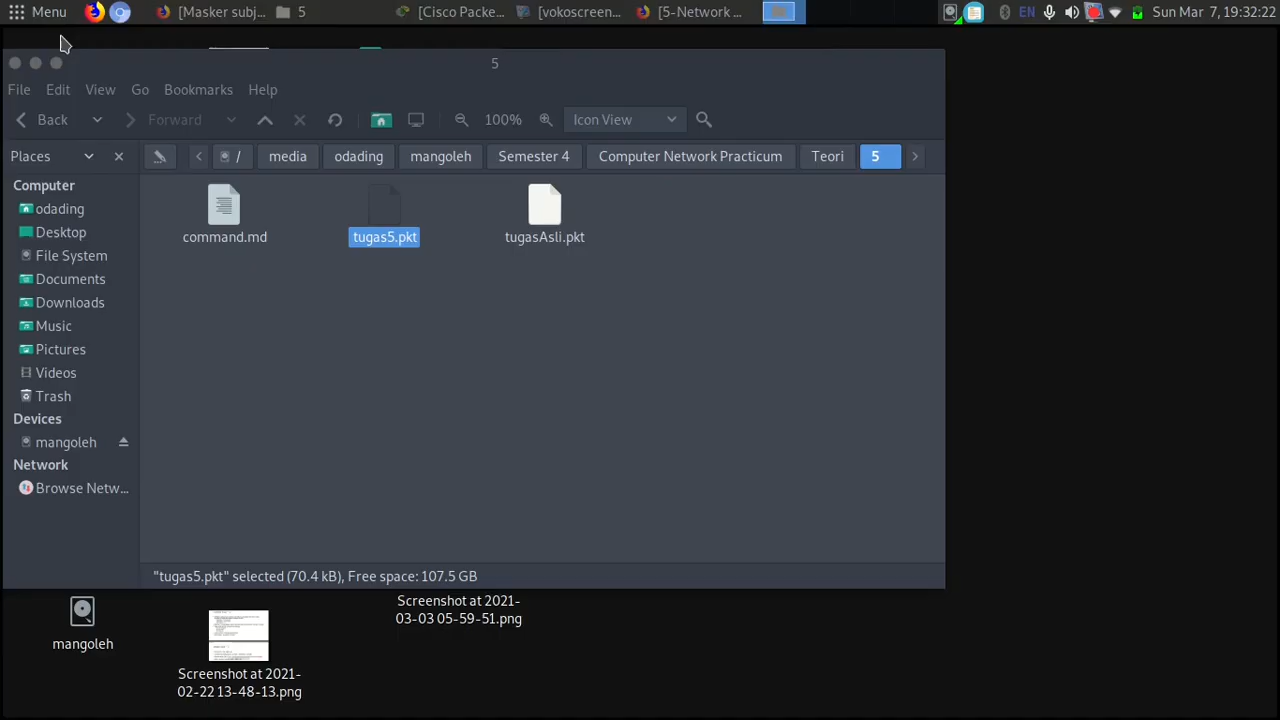 Menu
[Masker subj...
5
[Cisco Packe...
[vokoscreen...
[5-Network ...
EN
Sun Mar 7, 19:32:22
5
File
Edit
View
Go
Bookmarks
Help
Back
Forward
100%
Icon View
Places
/
media
odading
mangoleh
Semester 4
Computer Network Practicum
Teori
5
Computer
odading
Desktop
File System
Documents
Downloads
Music
Pictures
Videos
Trash
Devices
mangoleh
Network
Browse Netw...
command.md
tugas5.pkt
tugasAsli.pkt
"tugas5.pkt" selected (70.4 kB), Free space: 107.5 GB
mangoleh
Screenshot at 2021-
02-22 13-48-13.png
Screenshot at 2021-
03-03 05-59-51.png